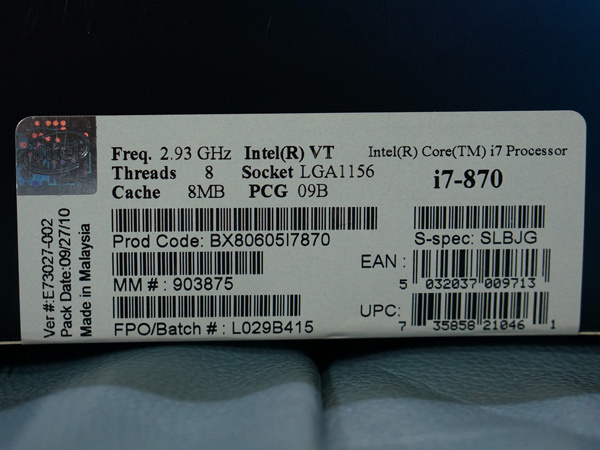 Freq. 2.93 GHz Intel(R) VT Intel(R) Core(TM) i7 Processor
Threads 8 Socket LGA1156 i7-870
Cache 8MB PCG 09B
Prod Code: BX80605I7870
S-spec: SLBJG
MM # : 903875
EAN :
5 032037 009713
FPO/Batch # : L029B415
UPC:
7 35858 21046 1
Ver #:E73027-002
Pack Date:09/27/10
Made in Malaysia